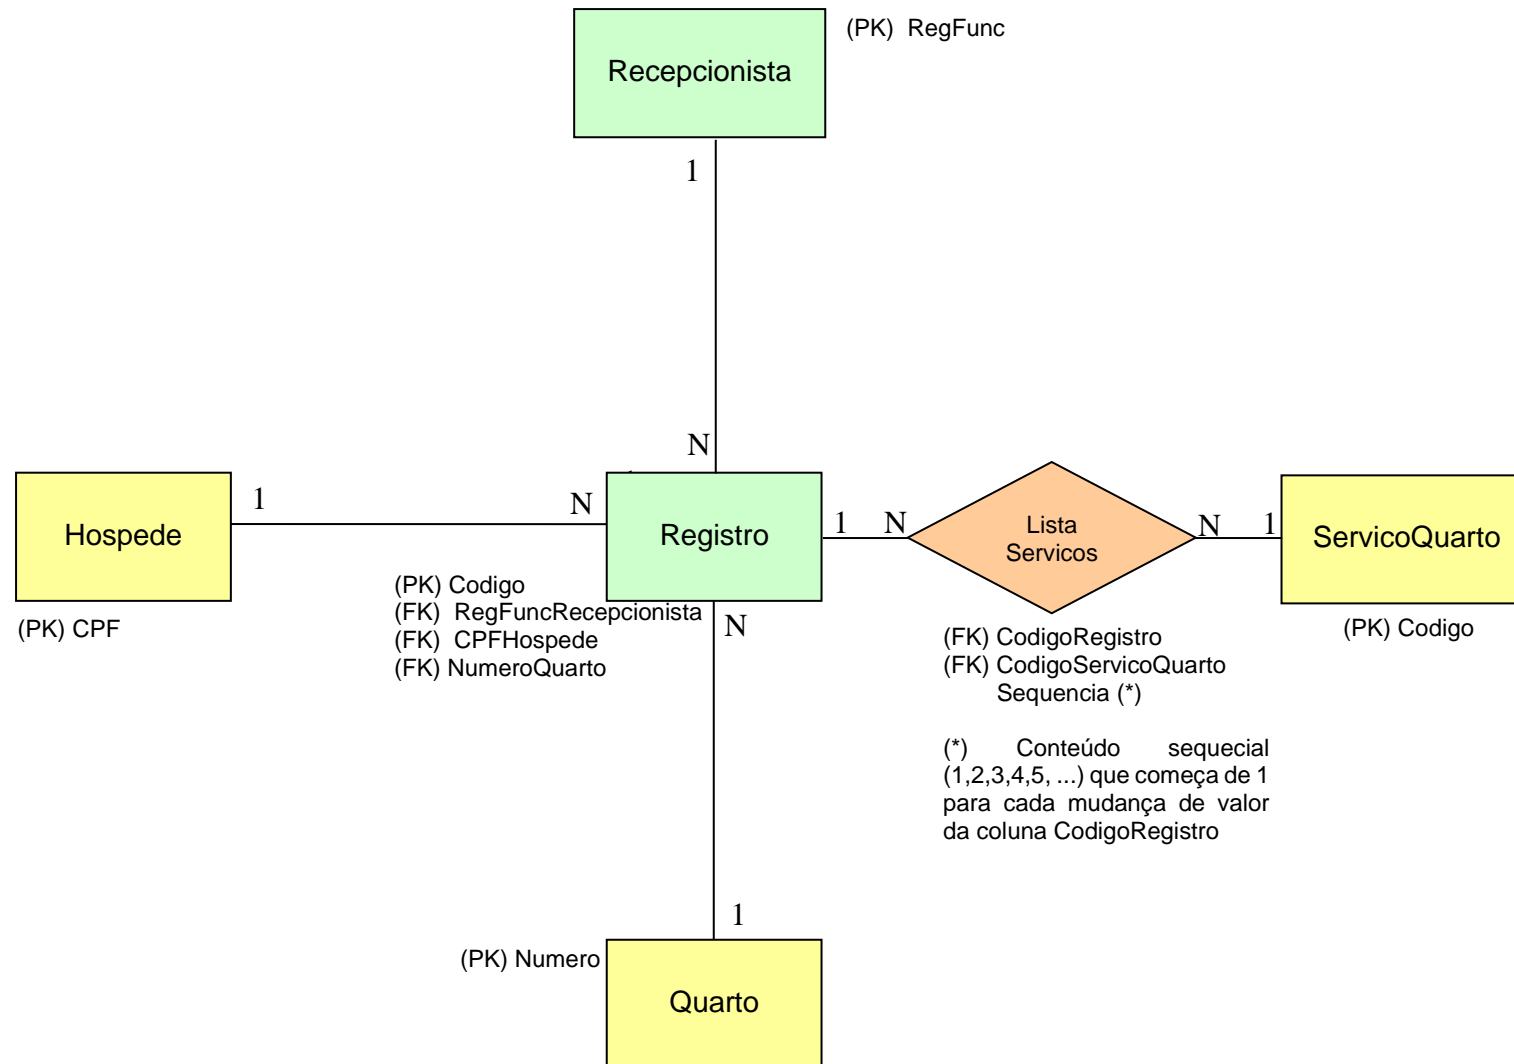 (PK) RegFunc
Recepcionista
1
N
Hospede
(PK) CPF
1
N
Registro
(PK) Codigo
(FK) RegFuncRecepcionista
(FK) CPFHospede
(FK) NumeroQuarto
N
1
N
Lista
Servicos
N
1
ServicoQuarto
(PK) Codigo
(FK) CodigoRegistro
(FK) CodigoServicoQuarto
Sequencia (*)
(*) Conteúdo sequecial
(1,2,3,4,5, ...) que começa de 1
para cada mudança de valor
da coluna CodigoRegistro
1
(PK) Numero
Quarto